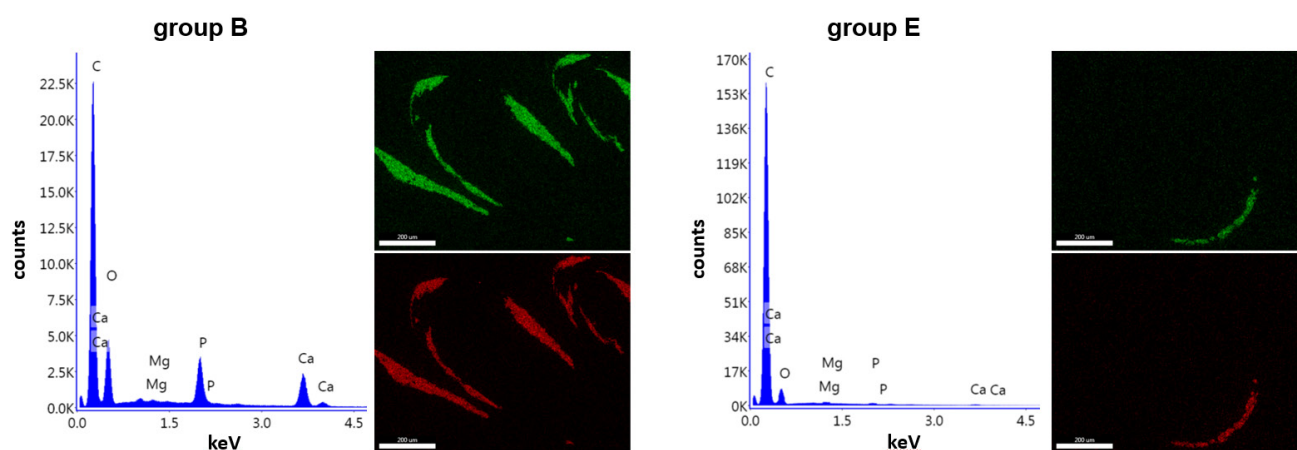 group B
C
22.5K
20.0K
17.5K
15.0K
12.5K
10.0K
7.5K
5.0K
2.5K
0.0K
O
Ca
Ca
Mg
Mg
P
P
Ca
Ca
0.0
1.5
3.0
4.5
counts
keV
200 um
200 um
group E
170K
153K
136K
119K
102K
85K
68K
51K
34K
17K
0K
C
Ca
Ca
O
Mg
Mg
P
P
Ca Ca
0.0
1.5
3.0
4.5
counts
keV
200 um
200 um